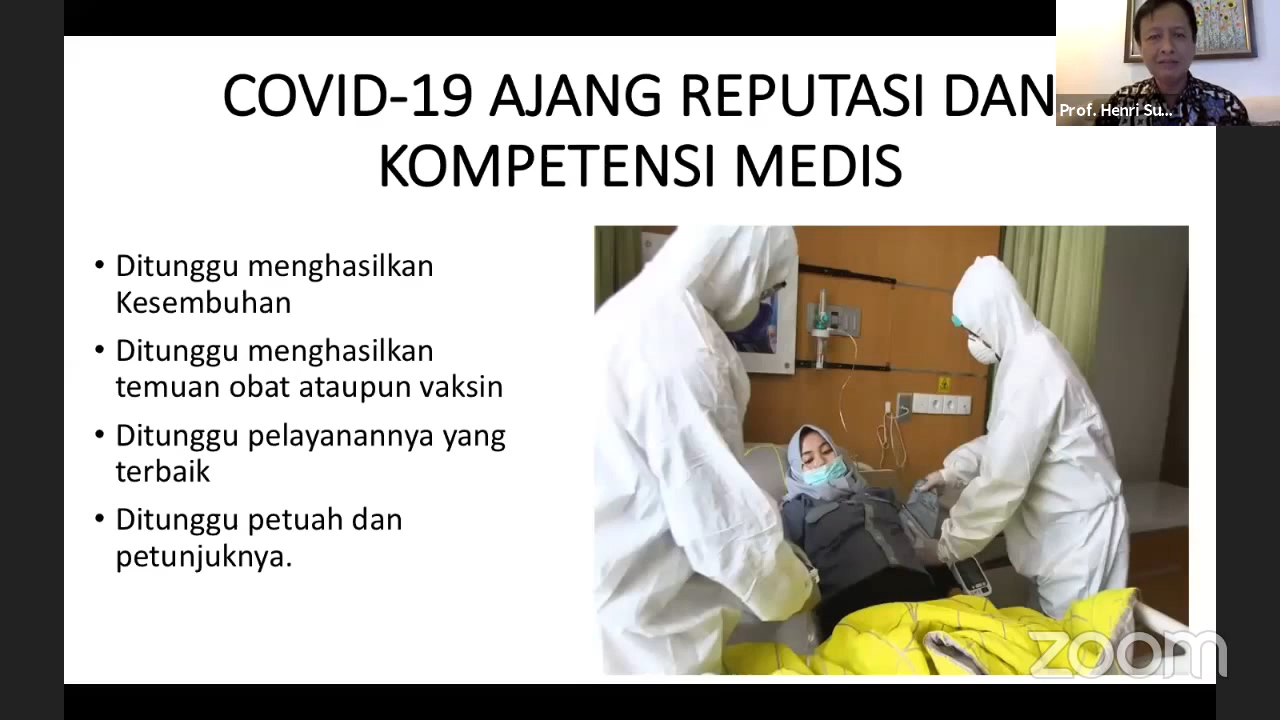 COVID-19 AJANG REPUTASI DAN
KOMPETENSI MEDIS
Prof. Henri Su...
• Ditunggu menghasilkan
Kesembuhan
• Ditunggu menghasilkan
temuan obat ataupun vaksin
• Ditunggu pelayanannya yang
terbaik
• Ditunggu petuah dan
petunjuknya.
zoom